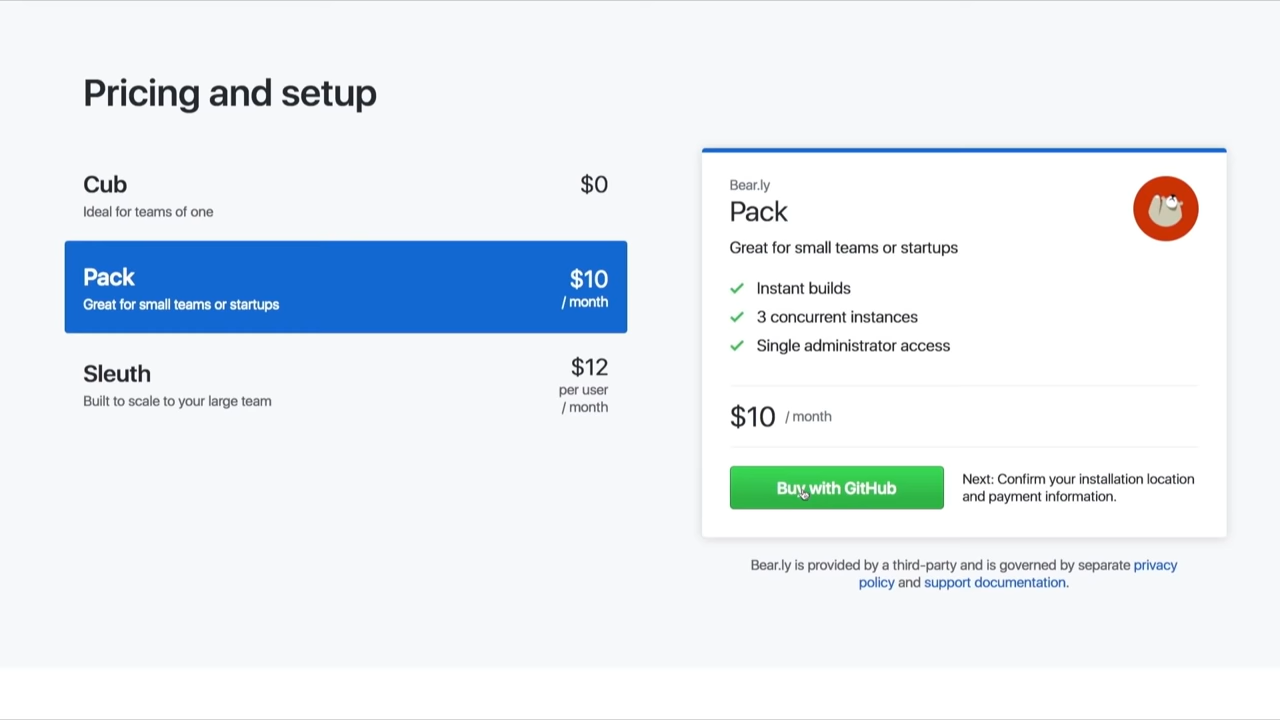 Pricing and setup
Cub
$0
Ideal for teams of one
Pack
$10
Great for small teams or startups
/ month
Sleuth
$12
Built to scale to your large team
per user
/ month
Bear.ly
Pack
Great for small teams or startups
Instant builds
3 concurrent instances
Single administrator access
$10 / month
Buy with GitHub
Next: Confirm your installation location
and payment information.
Bear.ly is provided by a third-party and is governed by separate privacy
policy and support documentation.